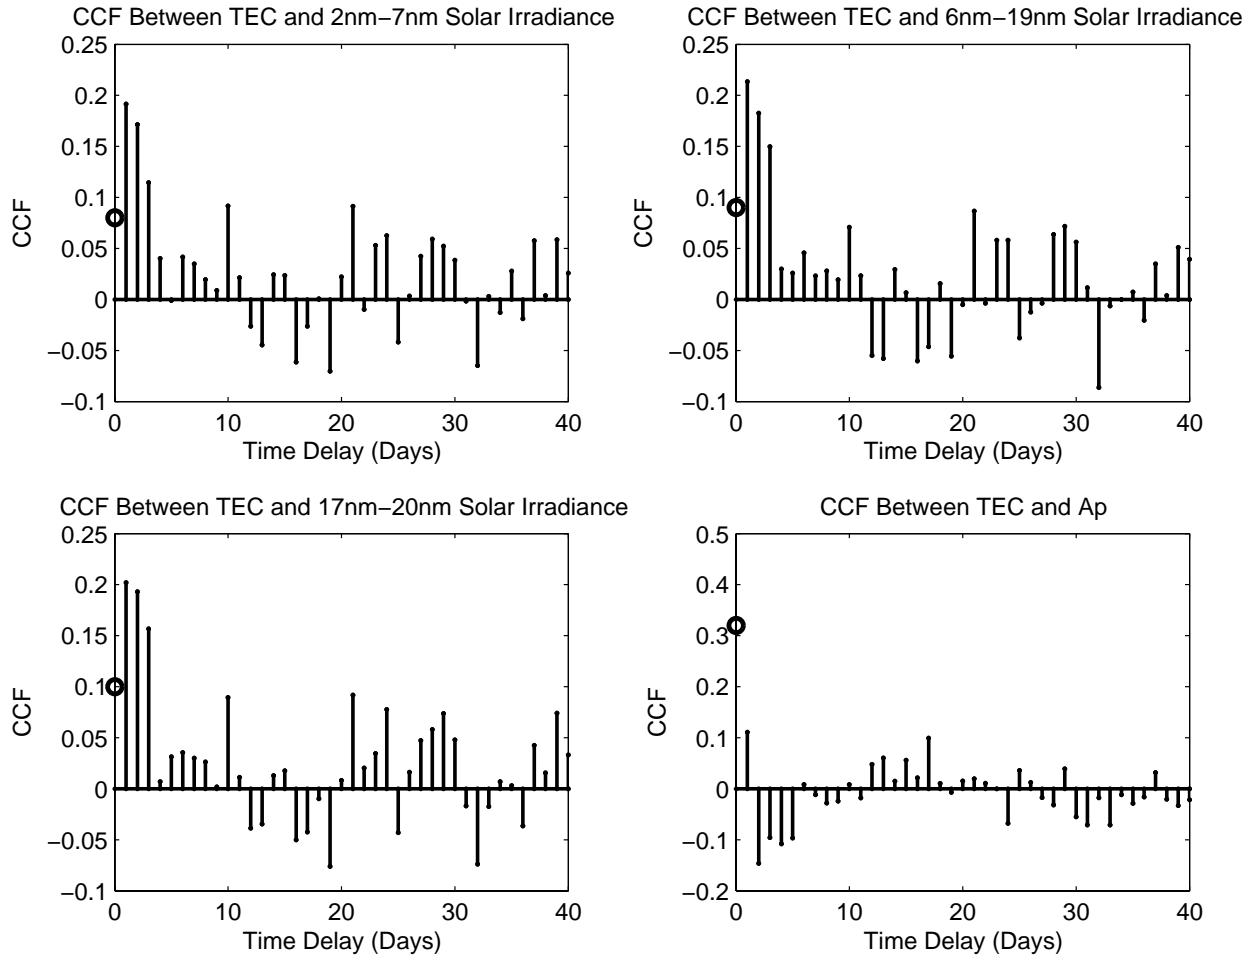 CCF Between TEC and 2nm−7nm Solar Irradiance
0.25
0.2
0.15
0.1
0.05
0
−0.05
−0.1
CCF
0 10 20 30 40
Time Delay (Days)
CCF Between TEC and 6nm−19nm Solar Irradiance
0.25
0.2
0.15
0.1
0.05
0
−0.05
−0.1
CCF
0 10 20 30 40
Time Delay (Days)
CCF Between TEC and 17nm−20nm Solar Irradiance
0.25
0.2
0.15
0.1
0.05
0
−0.05
−0.1
CCF
0 10 20 30 40
Time Delay (Days)
CCF Between TEC and Ap
0.5
0.4
0.3
0.2
0.1
0
−0.1
−0.2
CCF
0 10 20 30 40
Time Delay (Days)